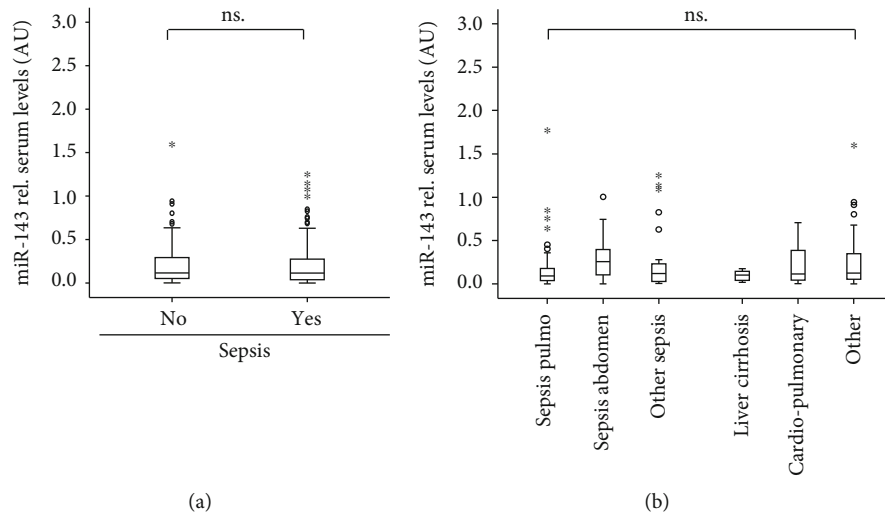 ns.
3.0
2.5
2.0
1.5
1.0
0.5
0.0
miR-143 rel. serum levels (AU)
No
Yes
Sepsis
(a)
ns.
3.0
2.5
2.0
1.5
1.0
0.5
0.0
miR-143 rel. serum levels (AU)
Sepsis pulmo
Sepsis abdomen
Other sepsis
Liver cirrhosis
Cardio-pulmonary
Other
(b)